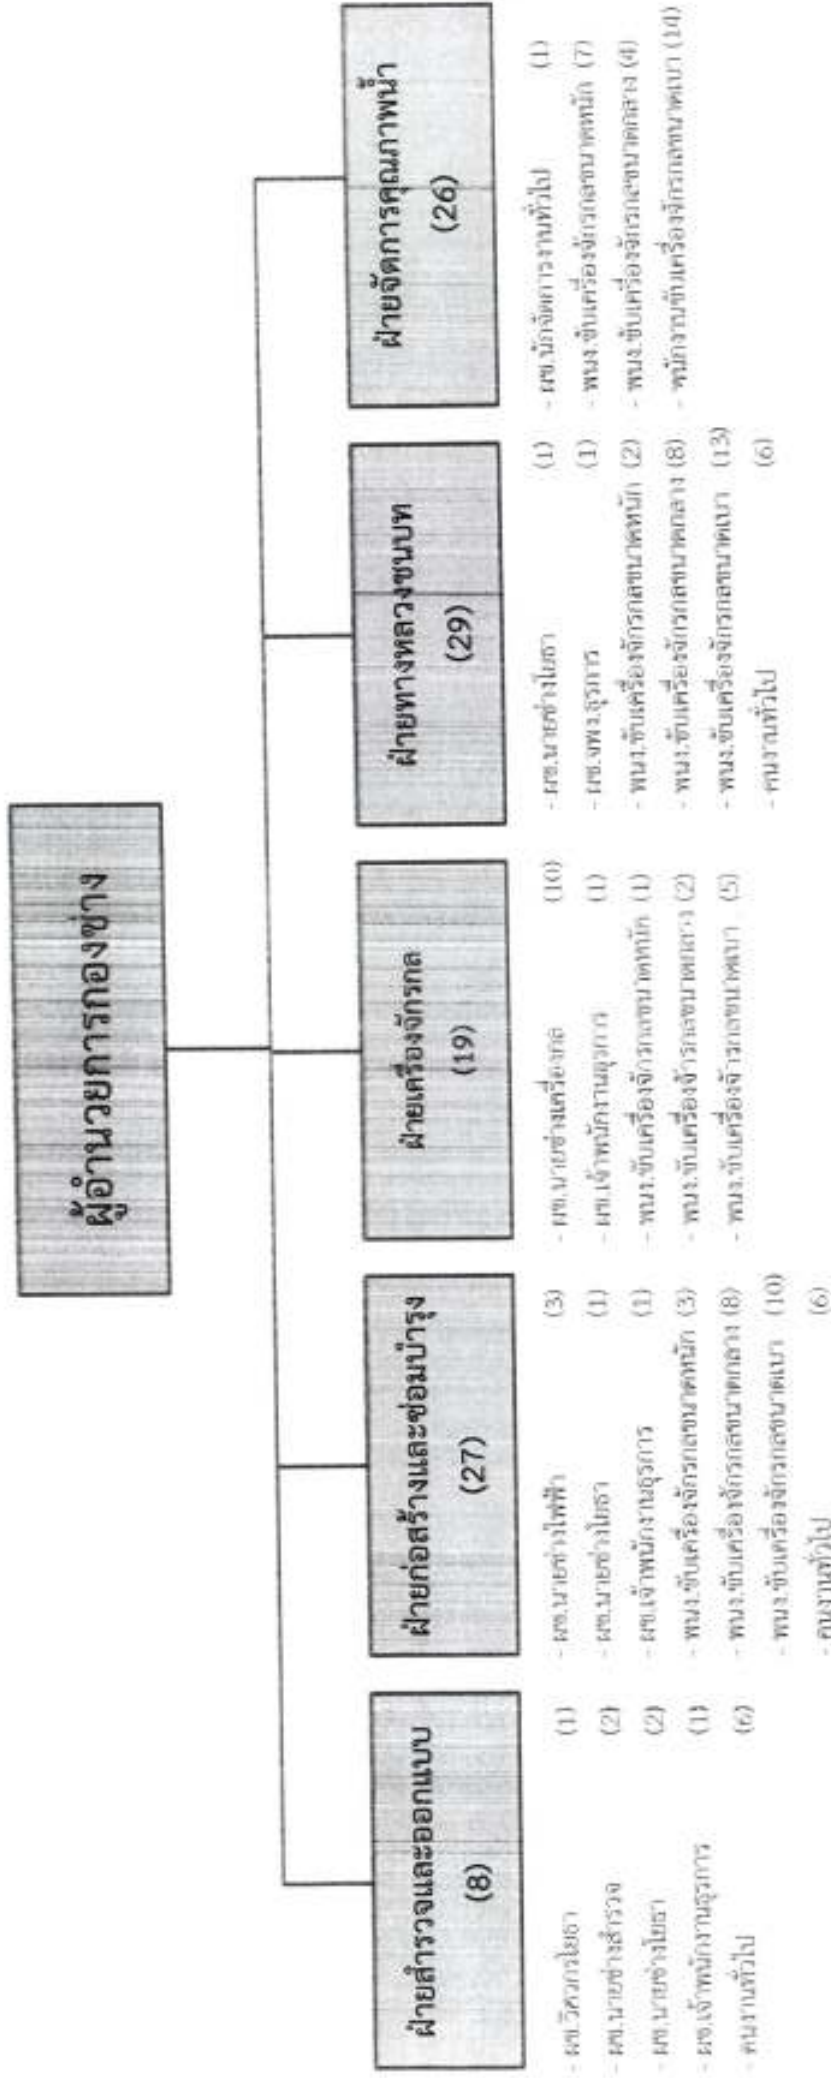 ผู้อำนวยการกองช่าง
ฝ่ายสำรวจและออกแบบ
(8)
- ผช.วิศวกรโยธา (1)
- ผช.นายช่างสำรวจ (2)
- ผช.นายช่างโยธา (2)
- ผช.เจ้าพนักงานธุรการ (1)
- คนงานทั่วไป (6)
ฝ่ายก่อสร้างและซ่อมบำรุง
(27)
- ผช.นายช่างไฟฟ้า (3)
- ผช.นายช่างโยธา (1)
- ผช.เจ้าพนักงานธุรการ (1)
- พนง.ขับเครื่องจักรกลขนาดหนัก (3)
- พนง.ขับเครื่องจักรกลขนาดกลาง (8)
- พนง.ขับเครื่องจักรกลขนาดเบา (10)
- คนงานทั่วไป (6)
ฝ่ายเครื่องจักรกล
(19)
- ผช.นายช่างเครื่องกล (10)
- ผช.เจ้าพนักงานธุรการ (1)
- พนง.ขับเครื่องจักรกลขนาดหนัก (1)
- พนง.ขับเครื่องจักรกลขนาดกลาง (2)
- พนง.ขับเครื่องจักรกลขนาดเบา (5)
ฝ่ายทางหลวงชนบท
(29)
- ผช.นายช่างโยธา (1)
- ผช.จพง.ธุรการ (1)
- พนง.ขับเครื่องจักรกลขนาดหนัก (2)
- พนง.ขับเครื่องจักรกลขนาดกลาง (8)
- พนง.ขับเครื่องจักรกลขนาดเบา (13)
- คนงานทั่วไป (6)
ฝ่ายจัดการคุณภาพน้ำ
(26)
- ผช.นักจัดการงานทั่วไป (1)
- พนง.ขับเครื่องจักรกลขนาดหนัก (7)
- พนง.ขับเครื่องจักรกลขนาดกลาง (4)
- พนักงานขับเครื่องจักรกลขนาดเบา (14)